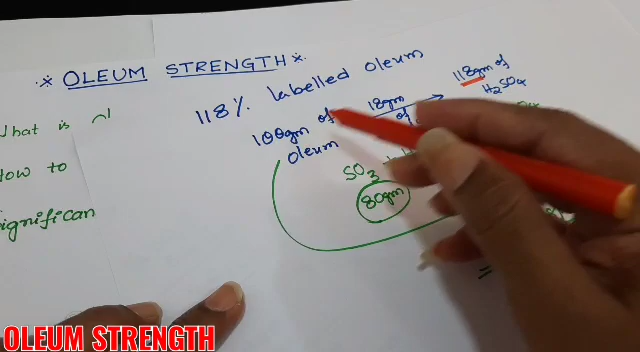 OLEUM STRENGTH
118% labelled Oleum
100gm of
oleum
18gm
of
118gm of
H2SO4
What is
How to
significan
SO3 +
80gm
=
OLEUM STRENGTH